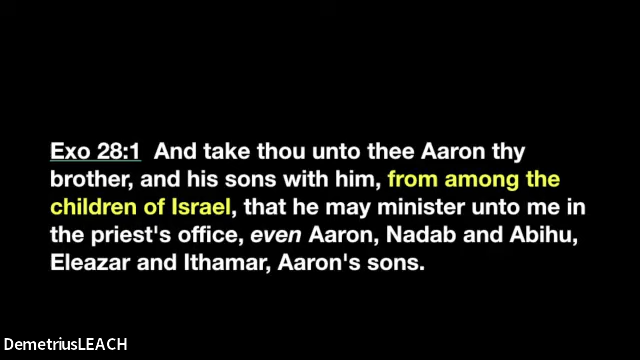 Exo 28:1 And take thou unto thee Aaron thy
brother, and his sons with him, from among the
children of Israel, that he may minister unto me in
the priest's office, even Aaron, Nadab and Abihu,
Eleazar and Ithamar, Aaron's sons.
DemetriusLEACH